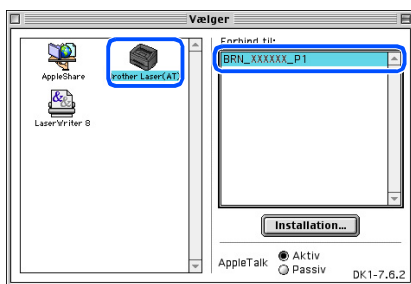 Vælger
AppleShare
rother Laser(AT)
LaserWriter 8
Forbind til:
BRN_XXXXXX_P1
Installation...
AppleTalk
Aktiv
Passiv
DK1-7.6.2